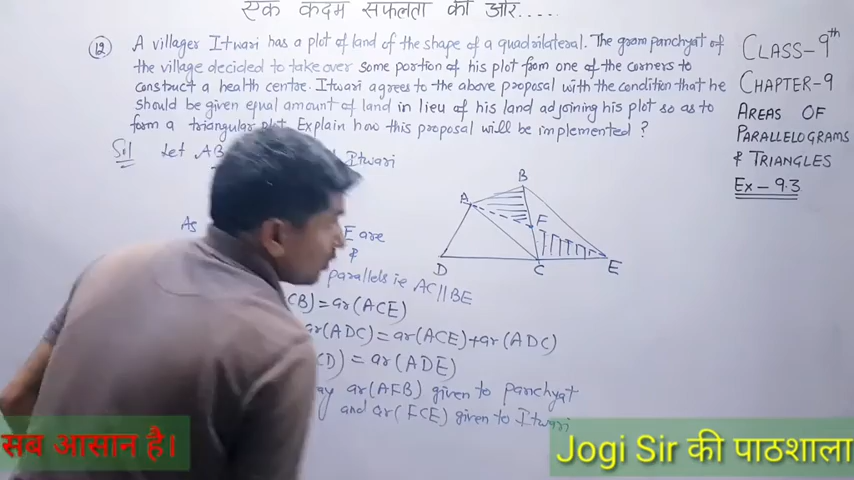 एक कदम सफलता की ओर.....
12 A villager Itwari has a plot of land of the shape of a quadrilateral. The gram panchyat of
the village decided to take over some portion of his plot from one of the corners to
construct a health centre. Itwari agrees to the above proposal with the condition that he
should be given equal amount of land in lieu of his land adjoining his plot so as to
form a triangular plot. Explain how this proposal will be implemented?
CLASS-9th
CHAPTER-9
AREAS OF
PARALLELOGRAMS
& TRIANGLES
Ex-9.3
Sol Let AB Itwari
As E are
&
parallels ie AC||BE
CB) = ar(ACE)
ar(ADC) = ar(ACE)+ar(ADC)
CD) = ar(ADE)
ay ar(AFB) given to panchyat
and ar(FCE) given to Itwari
B
A
F
D
C
E
सब आसान है।
Jogi Sir की पाठशाला